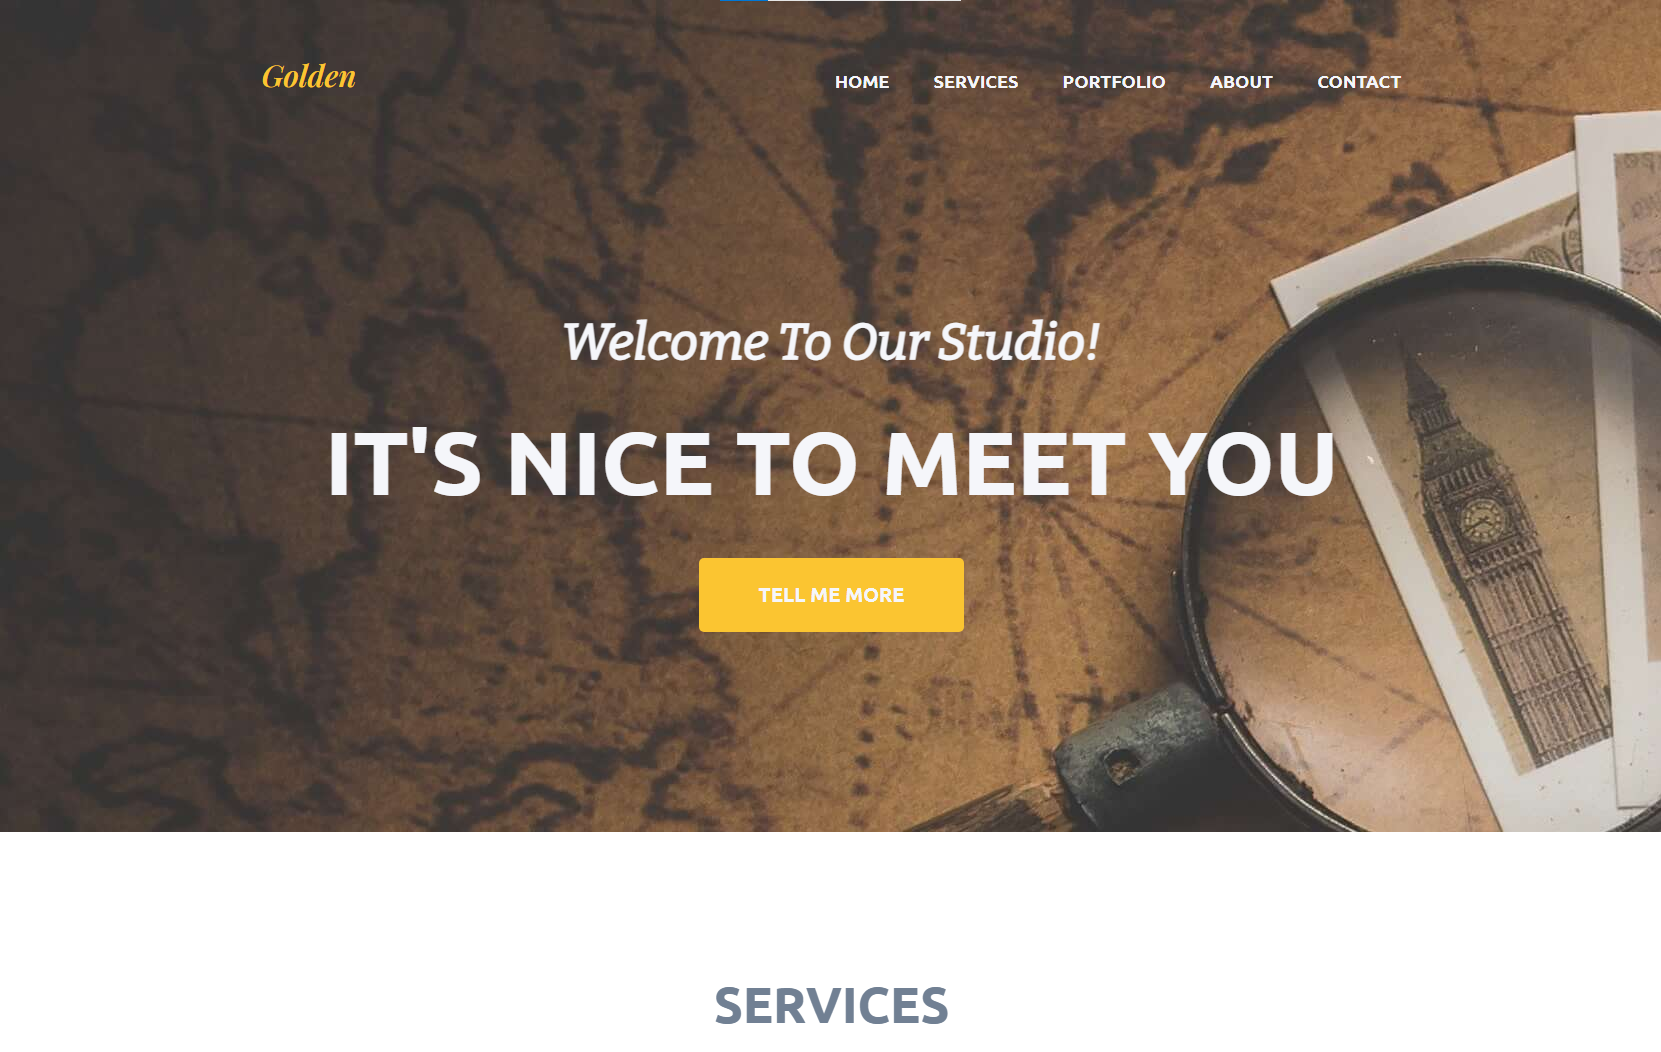 Golden
HOME SERVICES PORTFOLIO ABOUT CONTACT
Welcome To Our Studio!
IT'S NICE TO MEET YOU
TELL ME MORE
SERVICES